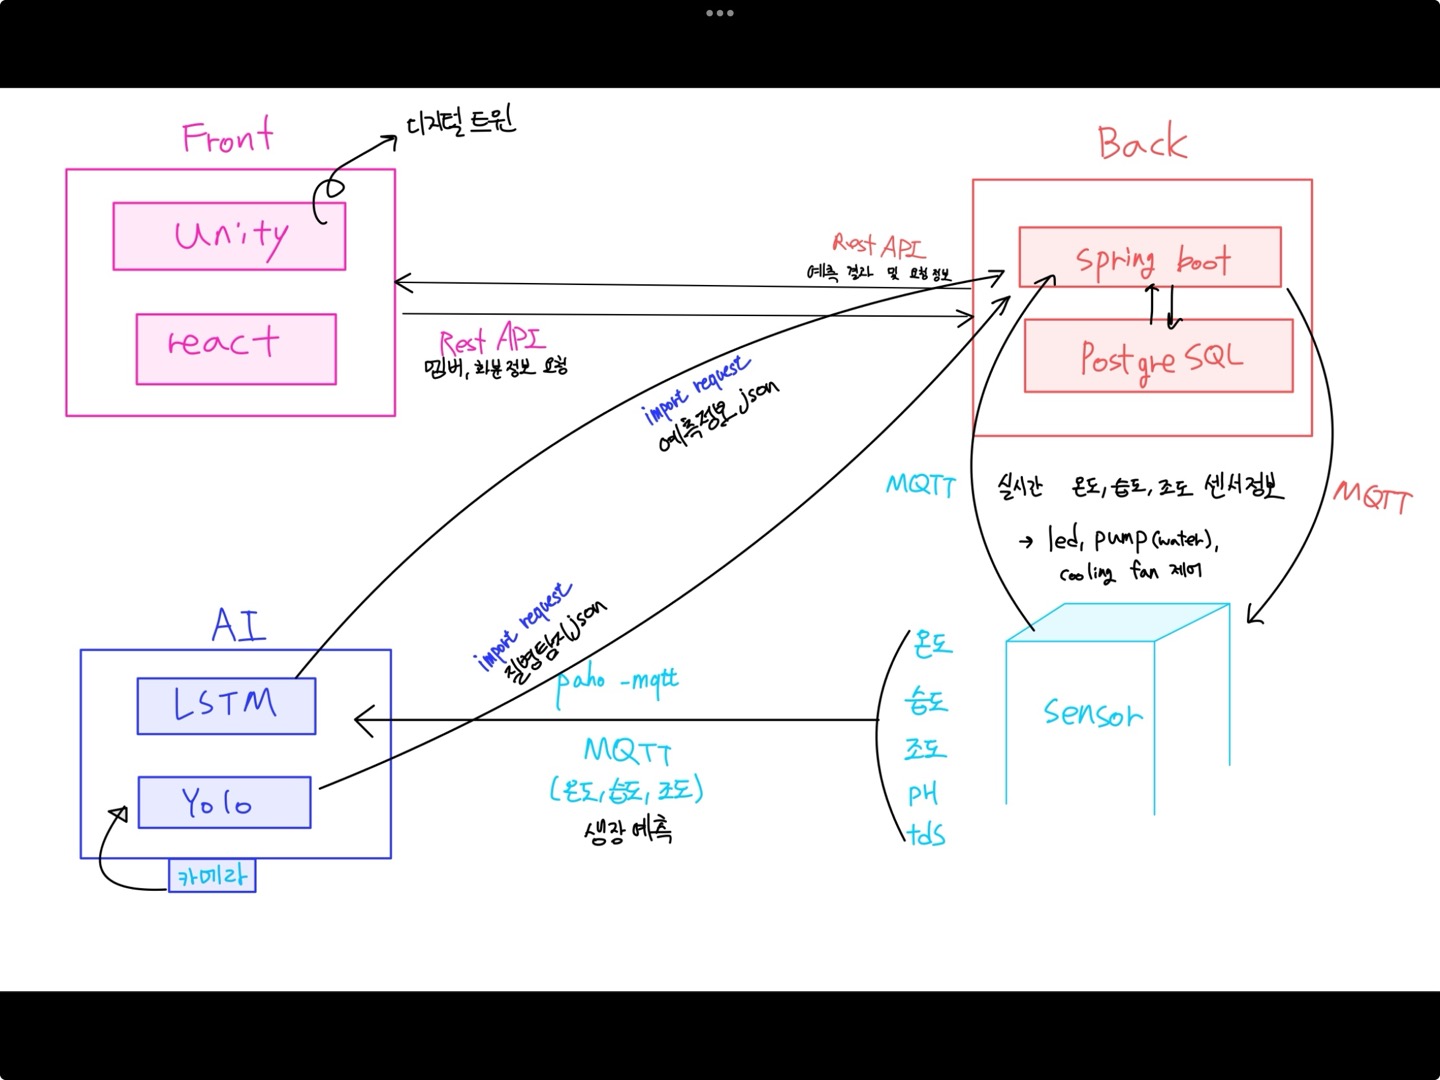 Front
디지털 트윈
Unity
react
Back
Spring boot
PostgreSQL
Rest API
예측 결과 및 요청 정보
Rest API
멤버, 화분정보 요청
import request
예측정보 json
import request
질병탐지 json
MQTT
실시간 온도, 습도, 조도 센서정보
→ led, pump(water),
cooling fan 제어
MQTT
AI
LSTM
Yolo
카메라
paho -mqtt
MQTT
(온도, 습도, 조도)
생장 예측
온도
습도
조도
PH
tds
Sensor